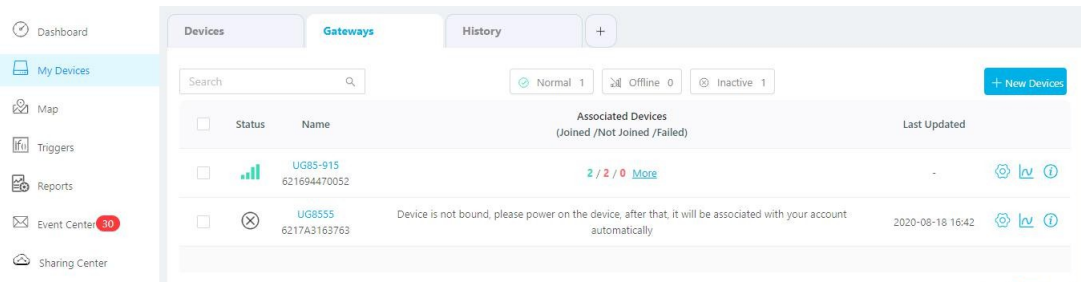 Dashboard
My Devices
Map
Triggers
Reports
Event Center 30
Sharing Center
Devices
Gateways
History
+
Search
Normal 1
Offline 0
Inactive 1
+ New Devices
Status
Name
Associated Devices
(Joined /Not Joined /Failed)
Last Updated
UG85-915
621694470052
2 / 2 / 0 More
-
UG8555
6217A3163763
Device is not bound, please power on the device, after that, it will be associated with your account
automatically
2020-08-18 16:42